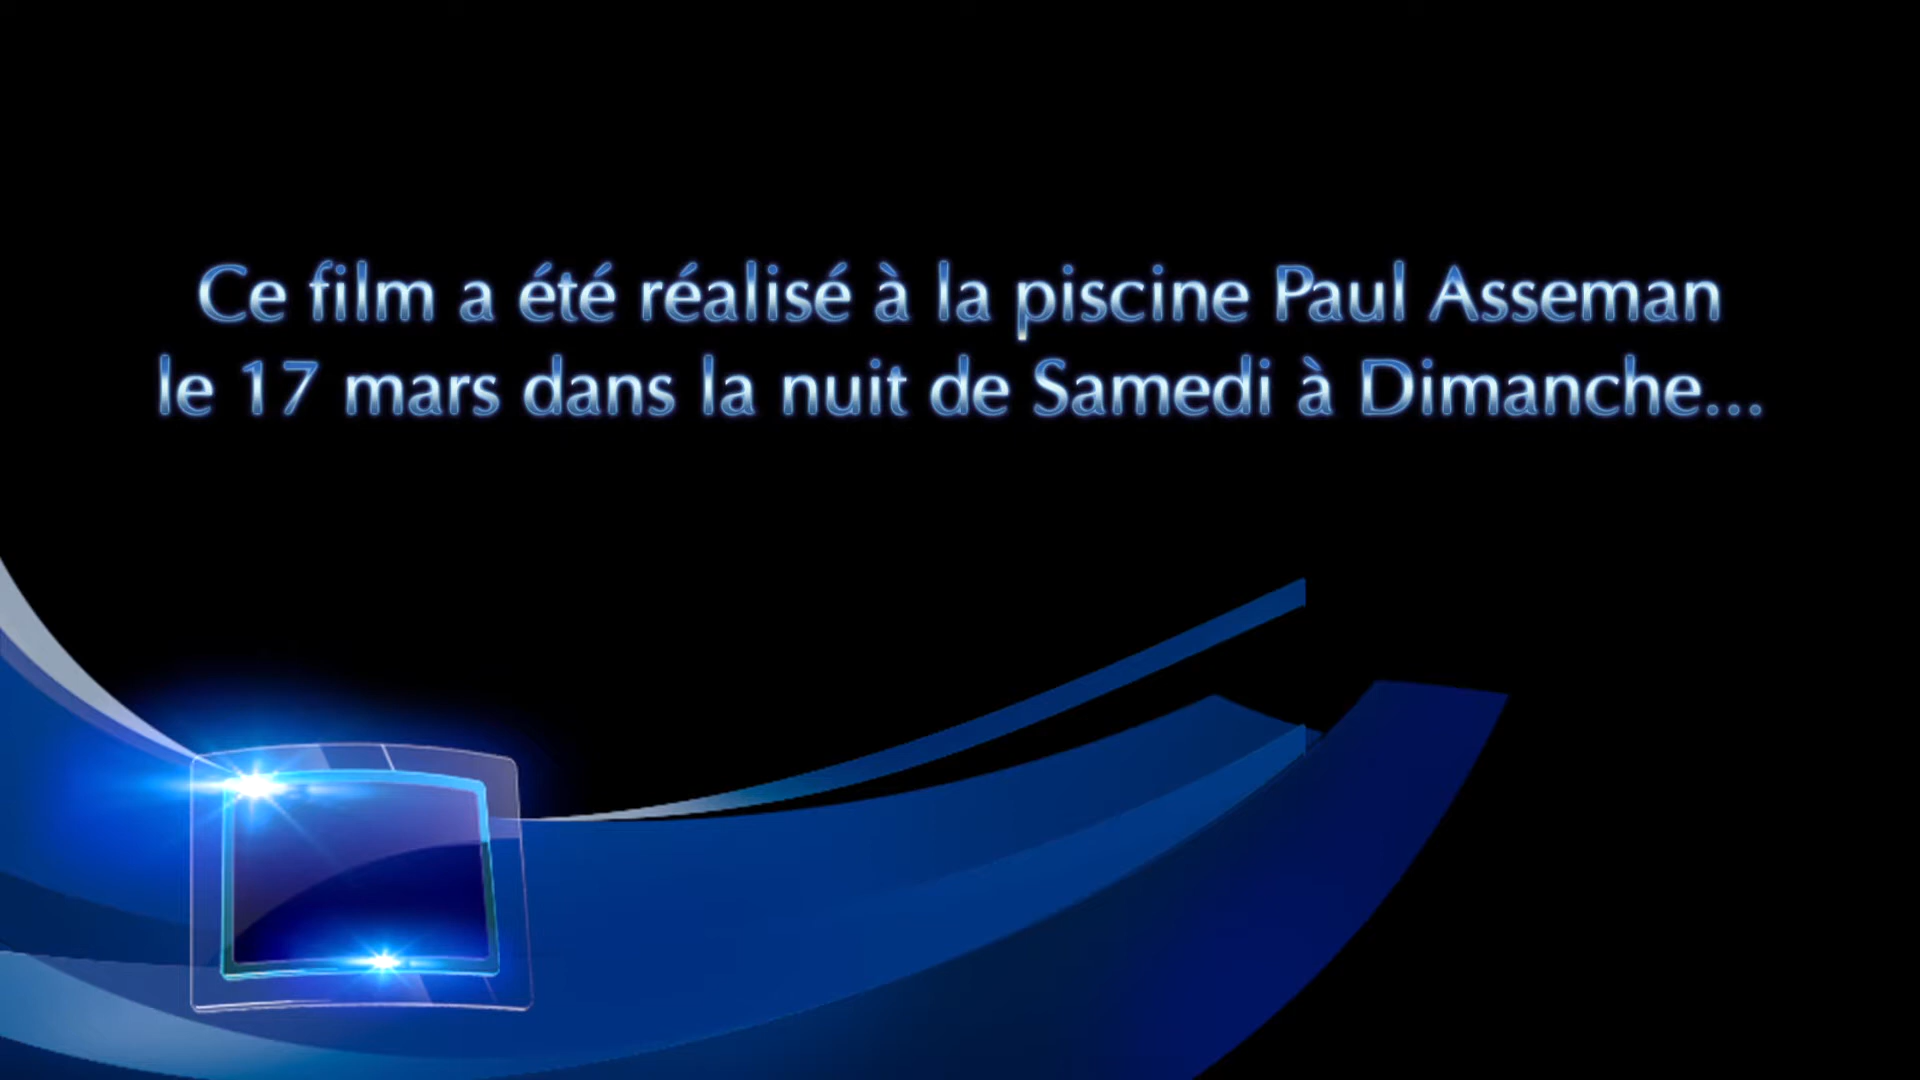 Ce film a été réalisé à la piscine Paul Asseman
le 17 mars dans la nuit de Samedi à Dimanche...